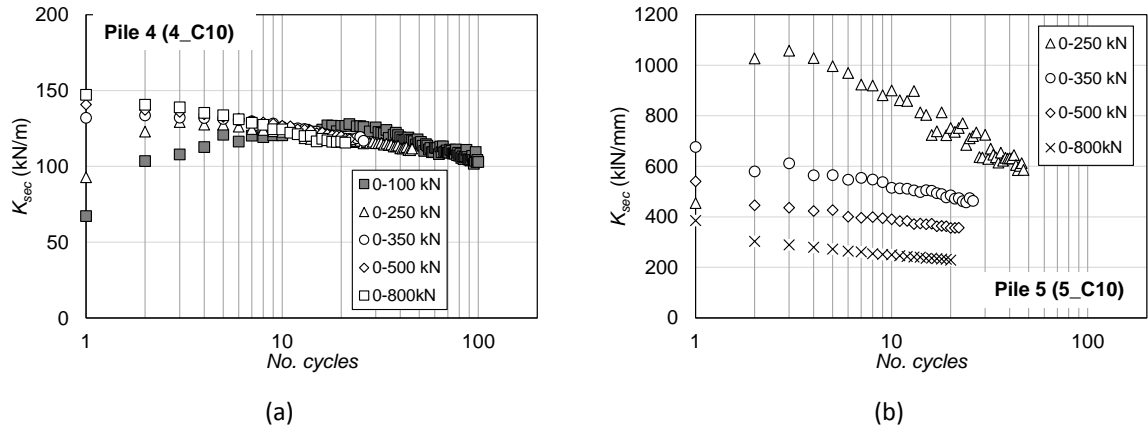 200
150
100
50
0
K_sec (kN/m)
Pile 4 (4_C10)
0-100 kN
0-250 kN
0-350 kN
0-500 kN
0-800kN
1
10
100
No. cycles
(a)
1200
1000
800
600
400
200
0
K_sec (klN/mm)
0-250 kN
0-350 kN
0-500 kN
0-800kN
Pile 5 (5_C10)
1
10
100
No. cycles
(b)